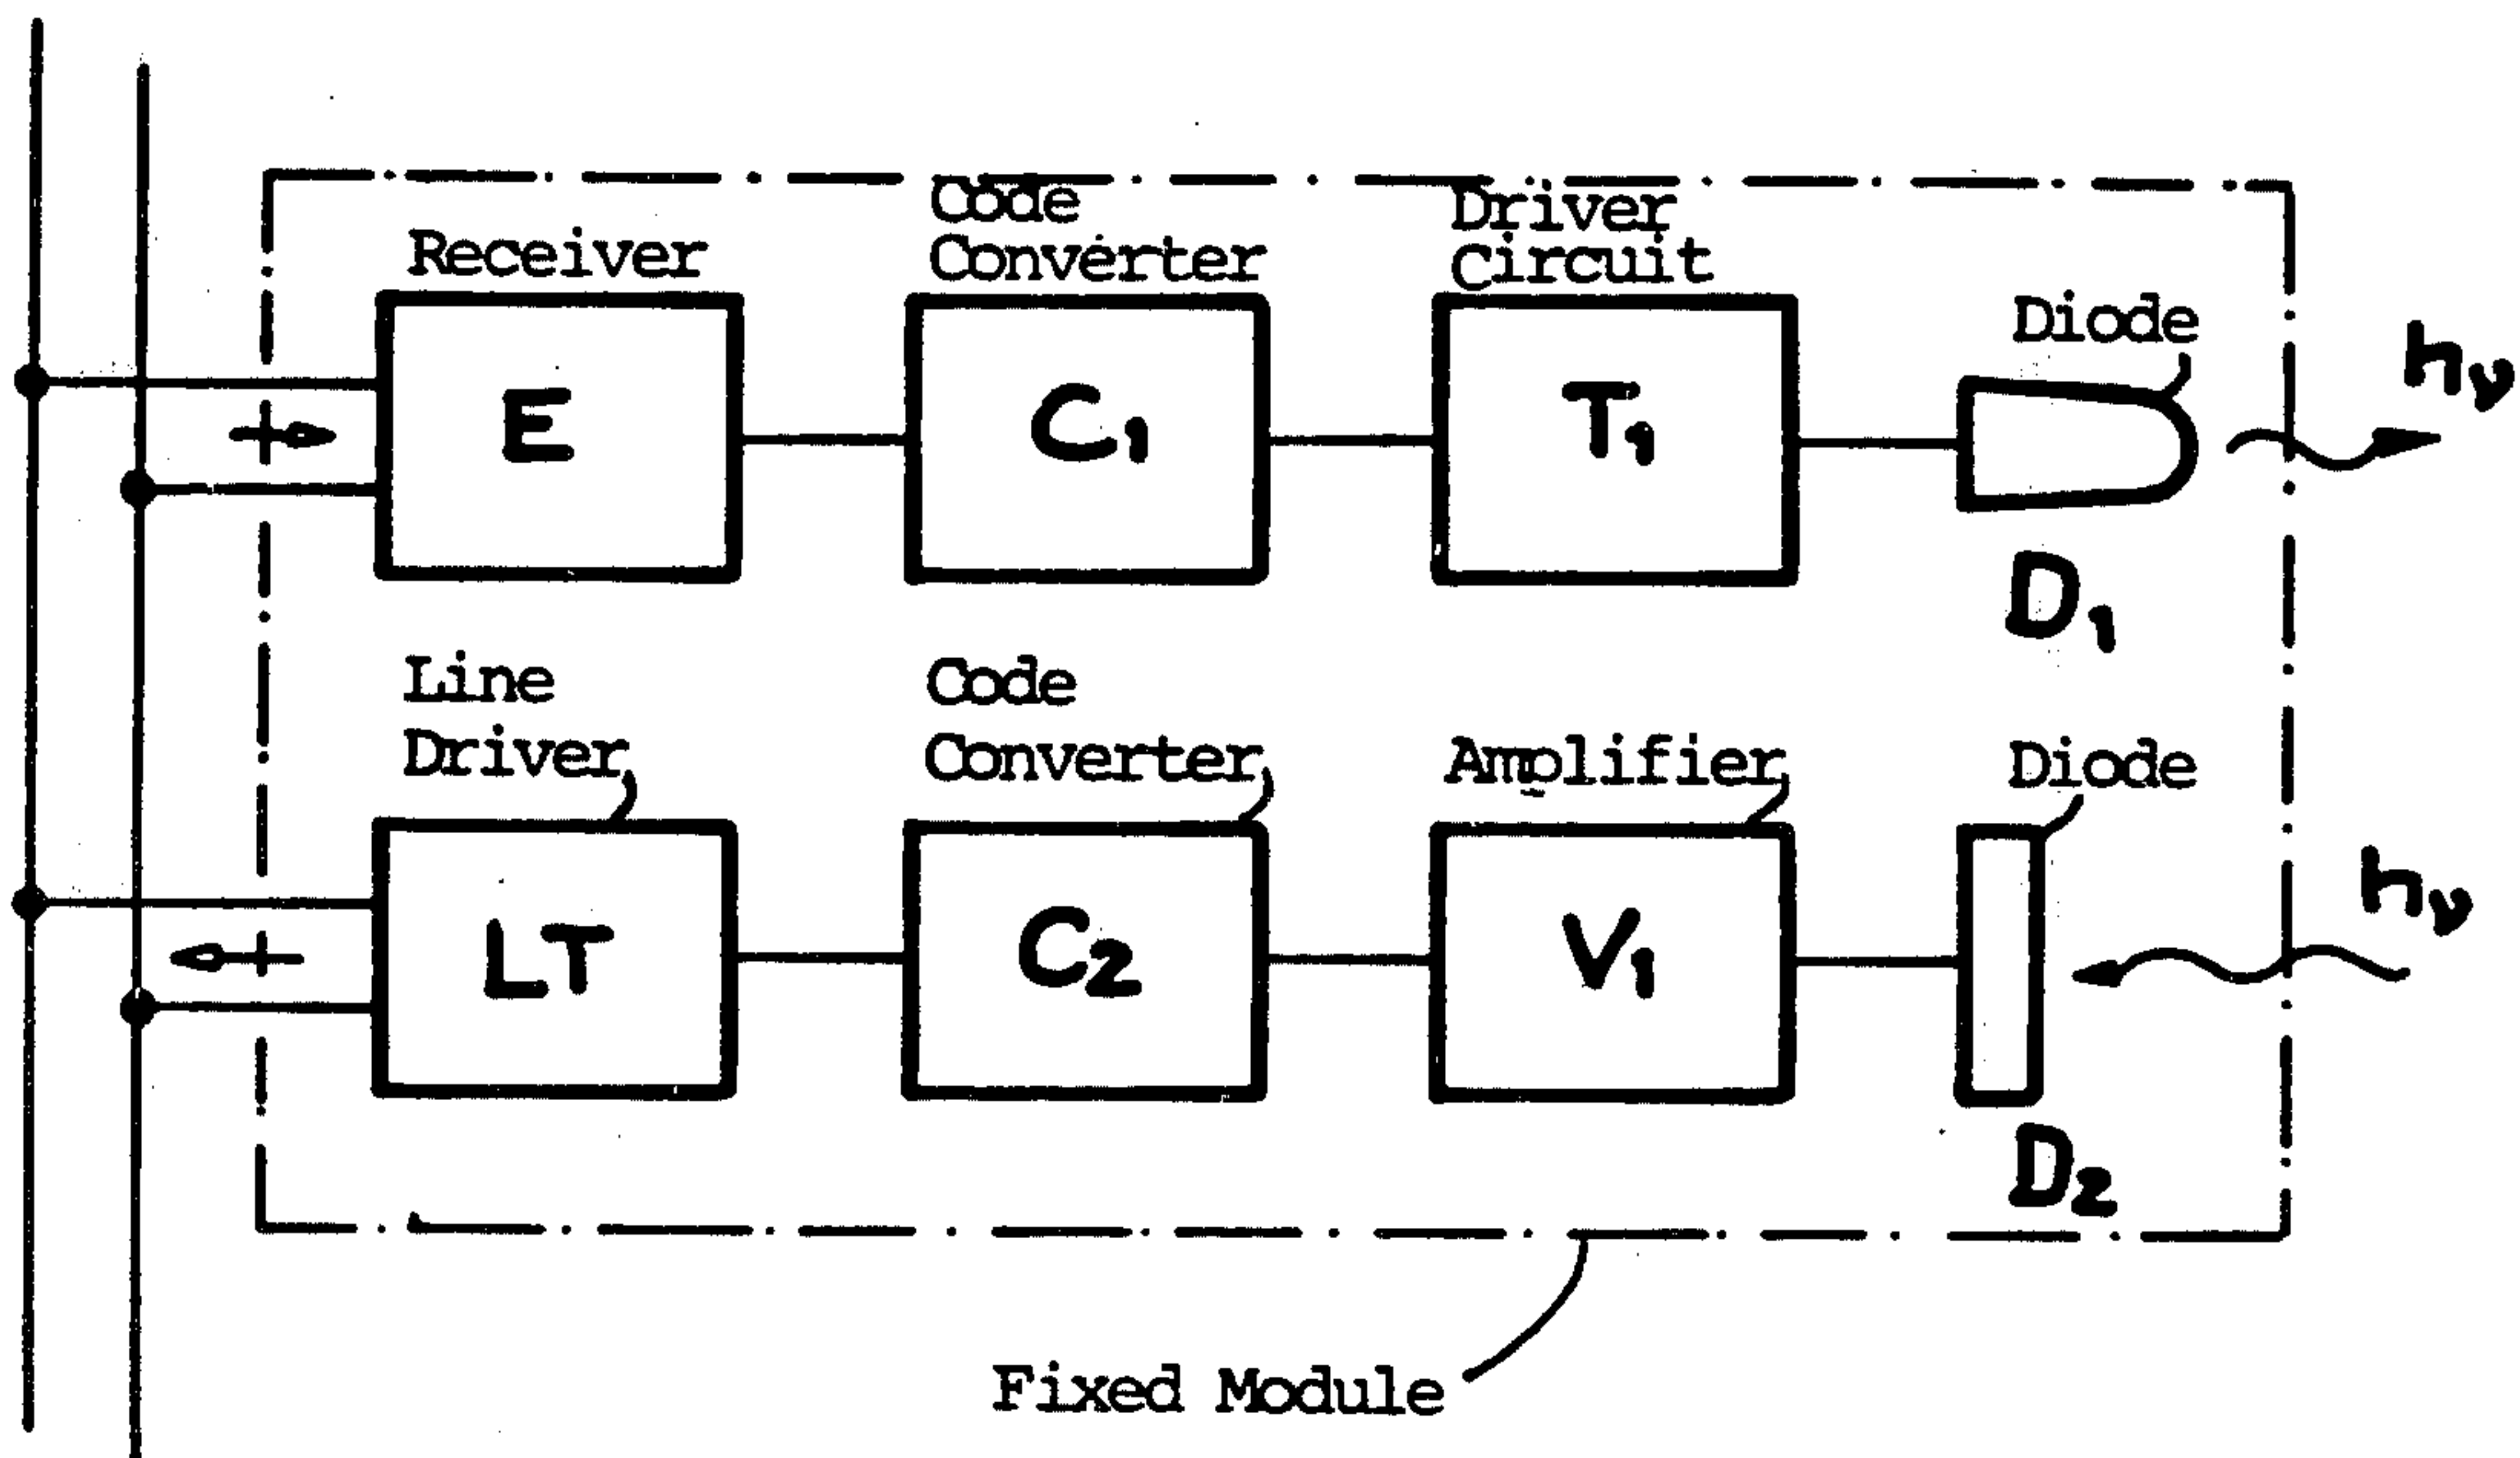 Code
Converter
Driver
Circuit
Receiver
Diode
hν
E
C1
T1
D1
Line
Driver
Code
Converter
Amplifier
Diode
hν
LT
C2
V1
D2
Fixed Module